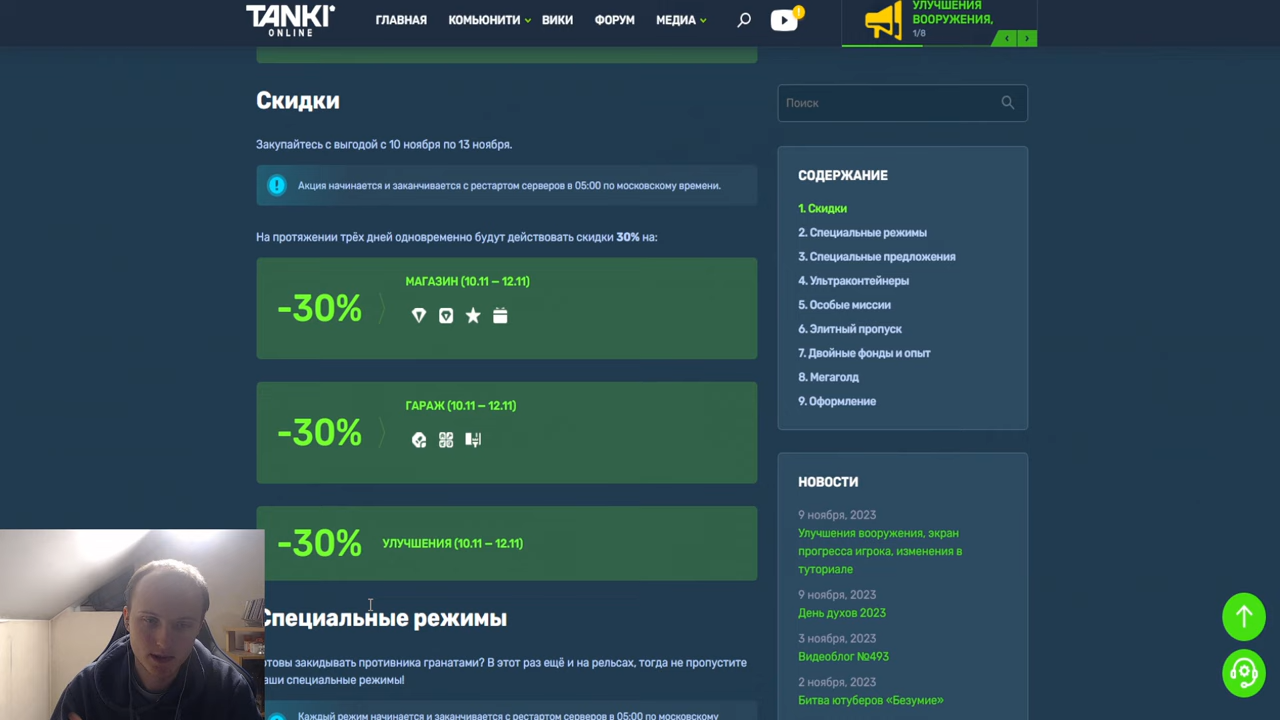 TANKI
ONLINE
ГЛАВНАЯ
КОМЬЮНИТИ
ВИКИ
ФОРУМ
МЕДИА
УЛУЧШЕНИЯ
ВООРУЖЕНИЯ,
1/8
Скидки
Закупайтесь с выгодой с 10 ноября по 13 ноября.
Акция начинается и заканчивается с рестартом серверов в 05:00 по московскому времени.
На протяжении трёх дней одновременно будут действовать скидки 30% на:
-30%
МАГАЗИН (10.11 — 12.11)
-30%
ГАРАЖ (10.11 — 12.11)
-30%
УЛУЧШЕНИЯ (10.11 — 12.11)
Специальные режимы
отовы закидывать противника гранатами? В этот раз ещё и на рельсах, тогда не пропустите
аши специальные режимы!
Каждый режим начинается и заканчивается с рестартом серверов в 05:00 по московскому
Поиск
СОДЕРЖАНИЕ
1. Скидки
2. Специальные режимы
3. Специальные предложения
4. Ультраконтейнеры
5. Особые миссии
6. Элитный пропуск
7. Двойные фонды и опыт
8. Мегаголд
9. Оформление
НОВОСТИ
9 ноября, 2023
Улучшения вооружения, экран
прогресса игрока, изменения в
туториале
9 ноября, 2023
День духов 2023
3 ноября, 2023
Видеоблог №493
2 ноября, 2023
Битва ютуберов «Безумие»